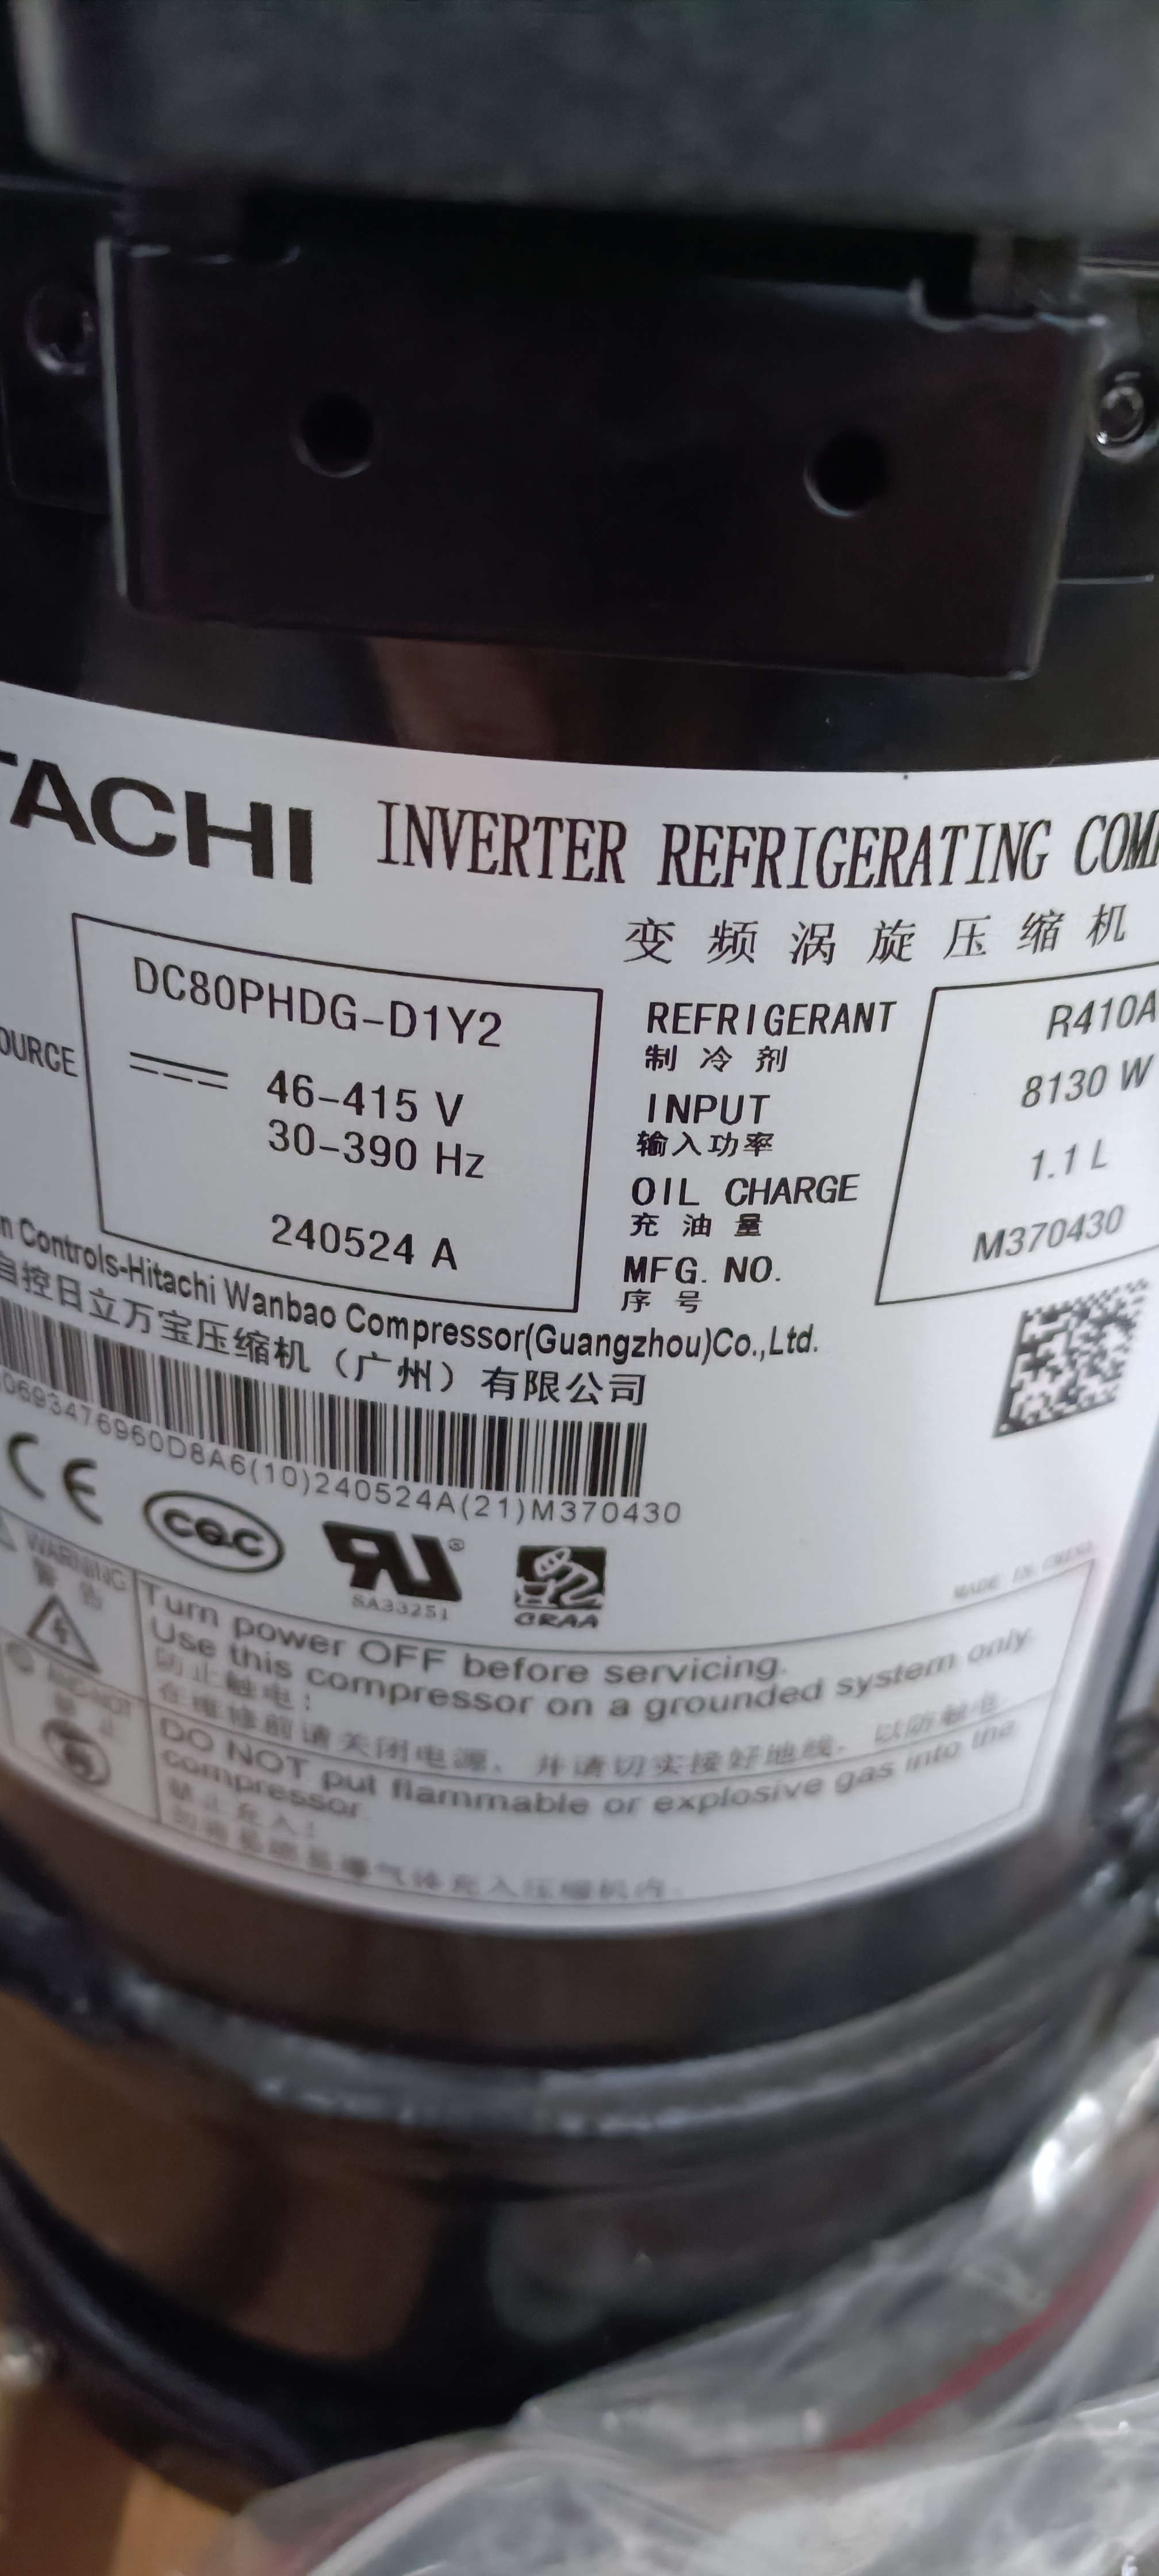 TACHI INVERTER REFRIGERATING COMP
变频涡旋压缩机
DC80PHDG-D1Y2
OURCE
46-415 V
30-390 Hz
240524 A
REFRIGERANT
制冷剂
R410A
INPUT
输入功率
8130 W
OIL CHARGE
充油量
1.1 L
MFG. NO.
序号
M370430
n Controls-Hitachi Wanbao Compressor(Guangzhou)Co.,Ltd.
自控日立万宝压缩机（广州）有限公司
0693476960D8A6(10)240524A(21)M370430
CE
CQC
RU®
SA33251
CRAA
MADE IN CHINA
WARNING
警告
Turn power OFF before servicing.
Use this compressor on a grounded system only.
防止触电：
在维修前请关闭电源，并请切实接好地线，以防触电
DO NOT put flammable or explosive gas into the
compressor.
禁止充入：